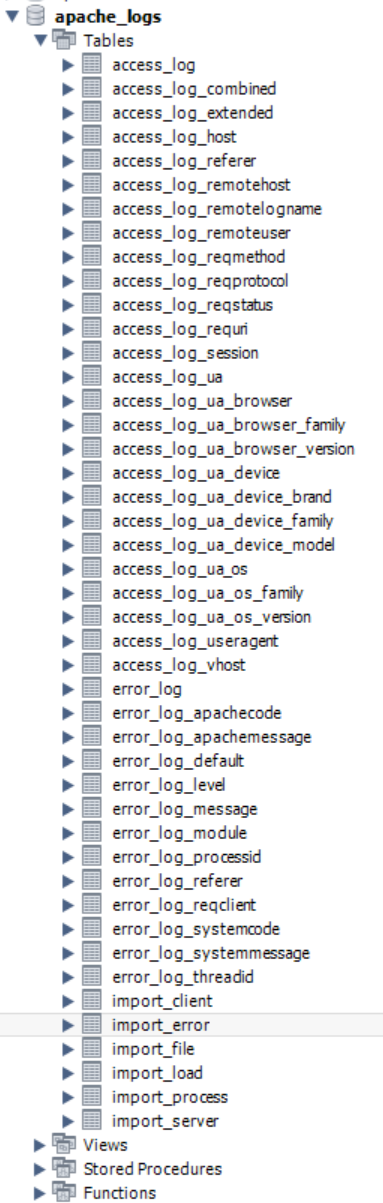 apache_logs
Tables
access_log
access_log_combined
access_log_extended
access_log_host
access_log_referer
access_log_remotehost
access_log_remotelogname
access_log_remoteuser
access_log_reqmethod
access_log_reqprotocol
access_log_reqstatus
access_log_requri
access_log_session
access_log_ua
access_log_ua_browser
access_log_ua_browser_family
access_log_ua_browser_version
access_log_ua_device
access_log_ua_device_brand
access_log_ua_device_family
access_log_ua_device_model
access_log_ua_os
access_log_ua_os_family
access_log_ua_os_version
access_log_useragent
access_log_vhost
error_log
error_log_apachecode
error_log_apachemessage
error_log_default
error_log_level
error_log_message
error_log_module
error_log_processid
error_log_referer
error_log_reqclient
error_log_systemcode
error_log_systemmessage
error_log_threadid
import_client
import_error
import_file
import_load
import_process
import_server
Views
Stored Procedures
Functions